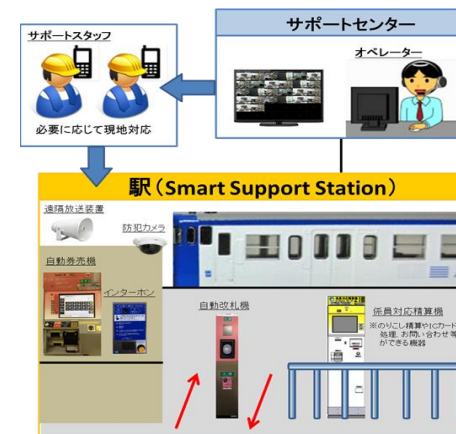 サポートセンター
サポートスタッフ
オペレーター
必要に応じて現地対応
駅（Smart Support Station）
遠隔放送装置
防犯カメラ
自動券売機
インターホン
自動改札機
係員対応精算機
※のりこし精算やICカード
処理、お問い合わせ等
ができる機器